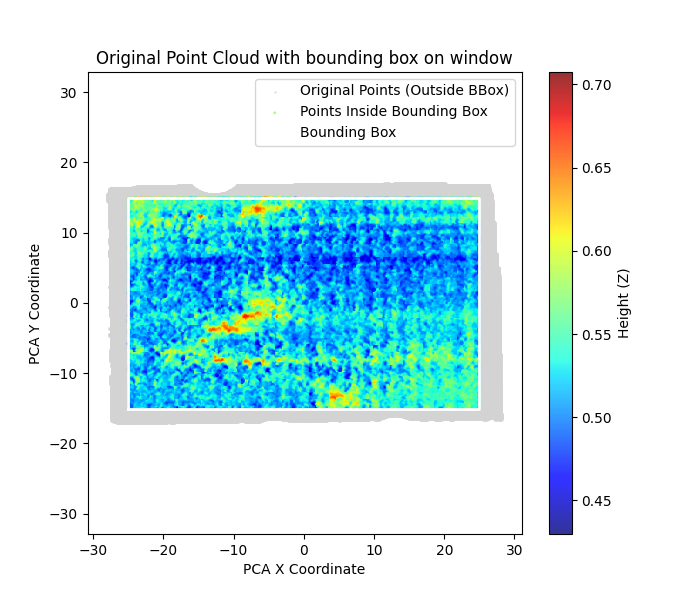 Original Point Cloud with bounding box on window
Original Points (Outside BBox)
Points Inside Bounding Box
Bounding Box
30
20
10
0
−10
−20
−30
PCA Y Coordinate
−30
−20
−10
0
10
20
30
PCA X Coordinate
0.70
0.65
0.60
0.55
0.50
0.45
Height (Z)